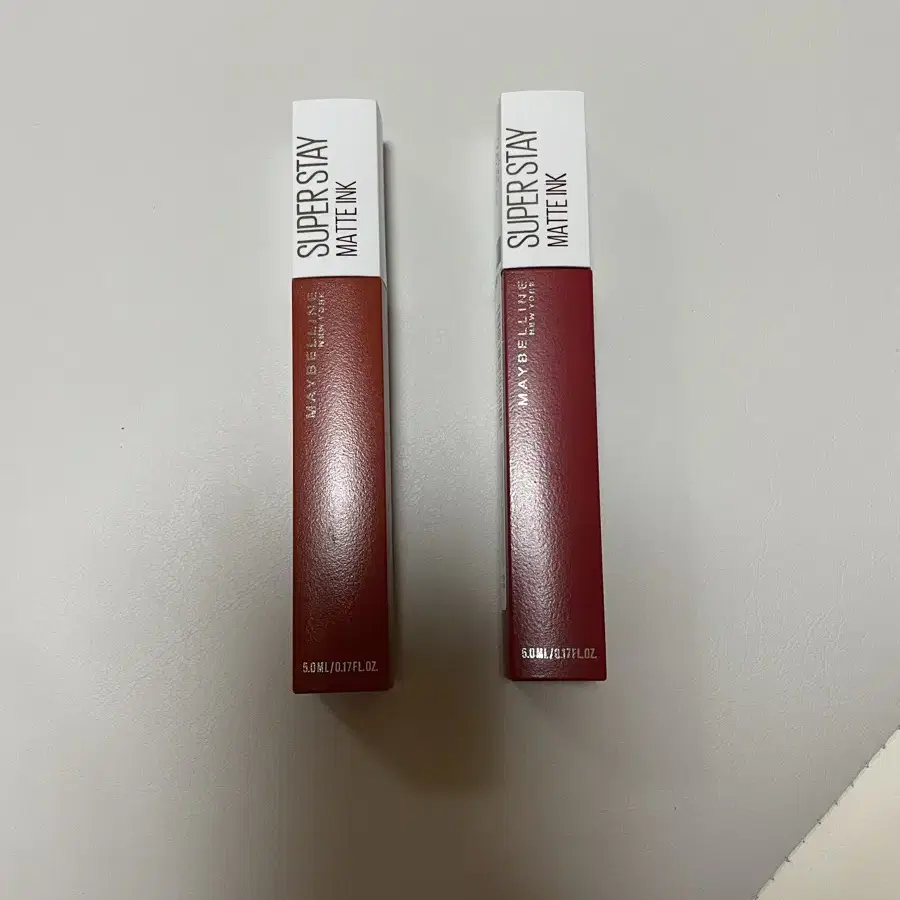 SUPER STAY
MATTE INK
MAYBELLINE
NEW YORK
5.0ML/0.17FL.OZ.
SUPER STAY
MATTE INK
MAYBELLINE
NEW YORK
5.0ML/0.17FL.OZ.